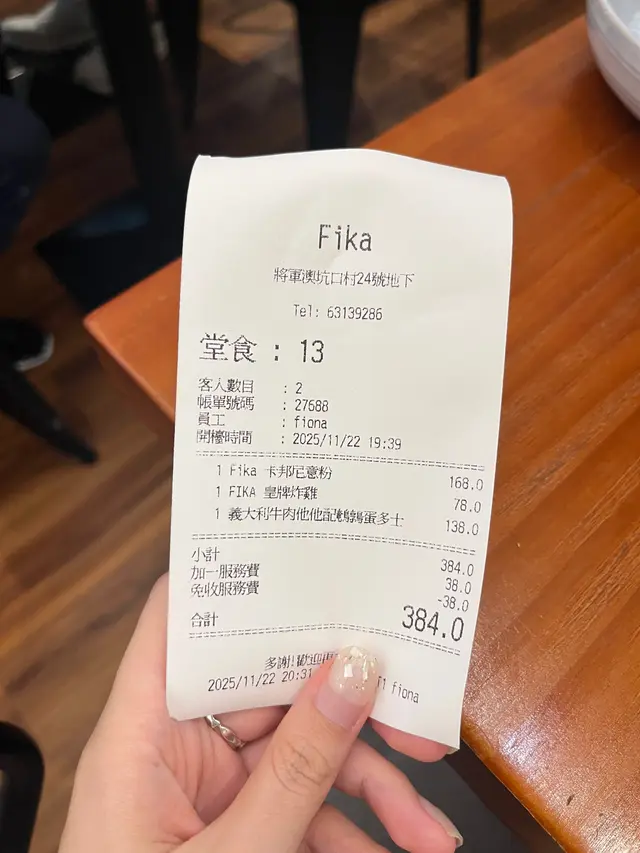 Fika
將軍澳坑口村24號地下
Tel: 63139286
堂食 : 13
客人數目 : 2
帳單號碼 : 27688
員工 : fiona
開檯時間 : 2025/11/22 19:39
1 Fika 卡邦尼意粉 168.0
1 FIKA 皇牌炸雞 78.0
1 義大利牛肉他他配鵪鶉蛋多士 138.0
小計 384.0
加一服務費 38.0
免收服務費 -38.0
合計 384.0
多謝!歡迎再
2025/11/22 20:31 fiona